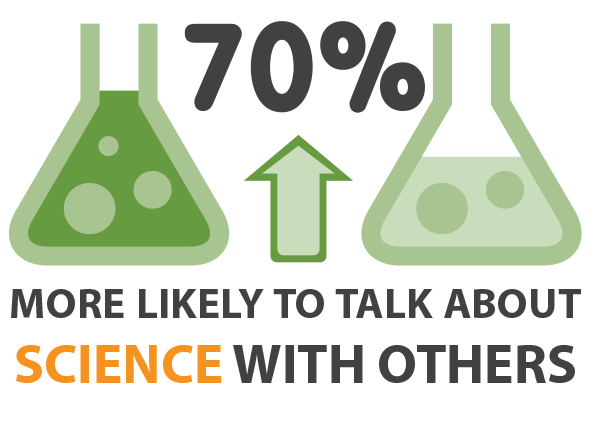 70%
MORE LIKELY TO TALK ABOUT
SCIENCE WITH OTHERS